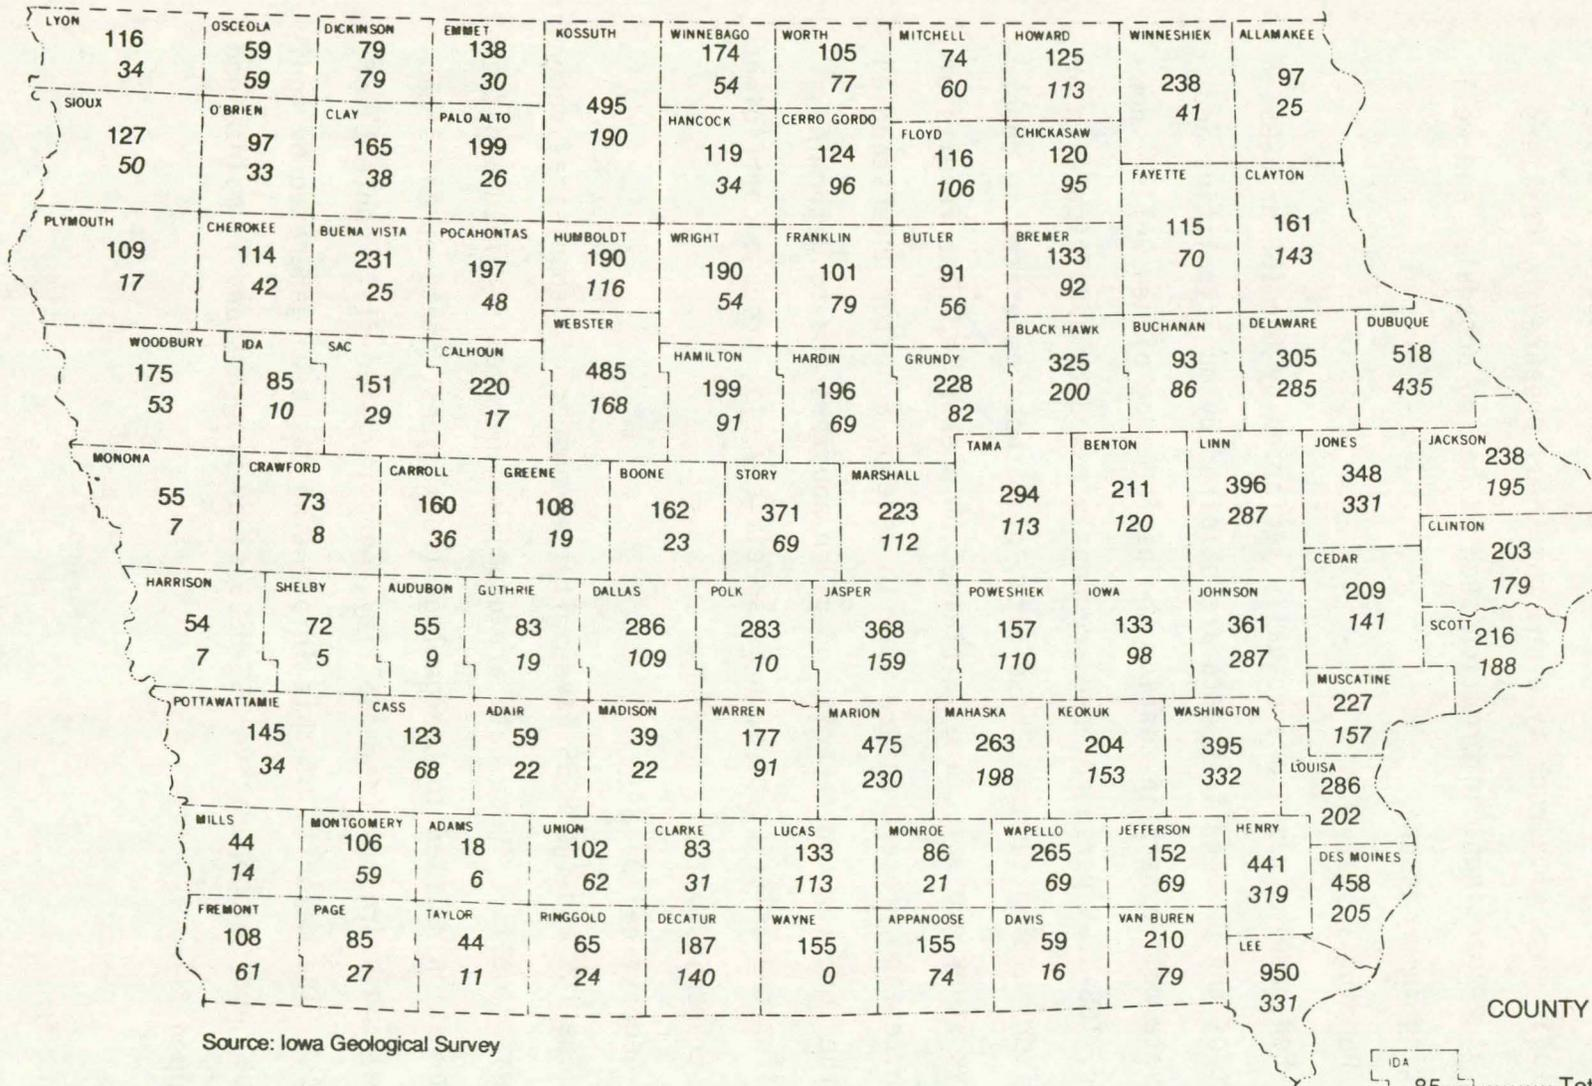 LYON
116
34
OSCEOLA
59
59
DICKINSON
79
79
EMMET
138
30
KOSSUTH
495
190
WINNEBAGO
174
54
WORTH
105
77
MITCHELL
74
60
HOWARD
125
113
WINNESHIEK
238
41
ALLAMAKEE
97
25
SIOUX
127
50
O'BRIEN
97
33
CLAY
165
38
PALO ALTO
199
26
HANCOCK
119
34
CERRO GORDO
124
96
FLOYD
116
106
CHICKASAW
120
95
FAYETTE
115
70
CLAYTON
161
143
PLYMOUTH
109
17
CHEROKEE
114
42
BUENA VISTA
231
25
POCAHONTAS
197
48
HUMBOLDT
190
116
WRIGHT
190
54
FRANKLIN
101
79
BUTLER
91
56
BREMER
133
92
WOODBURY
175
53
IDA
85
10
SAC
151
29
CALHOUN
220
17
WEBSTER
485
168
HAMILTON
199
91
HARDIN
196
69
GRUNDY
228
82
BLACK HAWK
325
200
BUCHANAN
93
86
DELAWARE
305
285
DUBUQUE
518
435
MONONA
55
7
CRAWFORD
73
8
CARROLL
160
36
GREENE
108
19
BOONE
162
23
STORY
371
69
MARSHALL
223
112
TAMA
294
113
BENTON
211
120
LINN
396
287
JONES
348
331
JACKSON
238
195
CLINTON
203
179
HARRISON
54
7
SHELBY
72
5
AUDUBON
55
9
GUTHRIE
83
19
DALLAS
286
109
POLK
283
10
JASPER
368
159
POWESHIEK
157
110
IOWA
133
98
JOHNSON
361
287
CEDAR
209
141
SCOTT
216
188
MUSCATINE
227
157
POTTAWATTAMIE
145
34
CASS
123
68
ADAIR
59
22
MADISON
39
22
WARREN
177
91
MARION
475
230
MAHASKA
263
198
KEOKUK
204
153
WASHINGTON
395
332
LOUISA
286
202
MILLS
44
14
MONTGOMERY
106
59
ADAMS
18
6
UNION
102
62
CLARKE
83
31
LUCAS
133
113
MONROE
86
21
WAPELLO
265
69
JEFFERSON
152
69
HENRY
441
319
DES MOINES
458
205
FREMONT
108
61
PAGE
85
27
TAYLOR
44
11
RINGGOLD
65
24
DECATUR
187
140
WAYNE
155
0
APPANOOSE
155
74
DAVIS
59
16
VAN BUREN
210
79
LEE
950
331
COUNTY
Source: Iowa Geological Survey
IDA
85